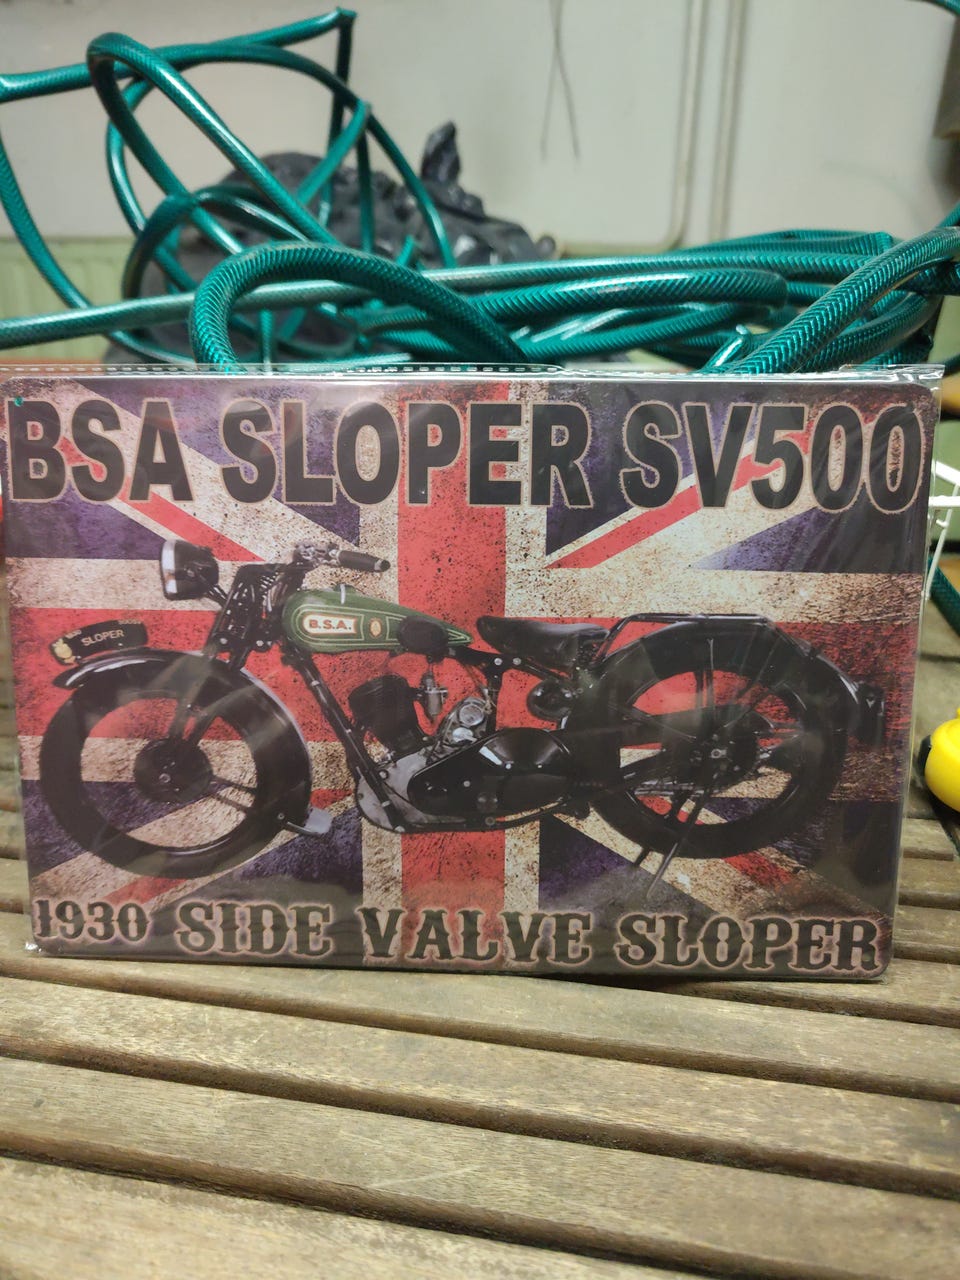 BSA SLOPER SV500
B.S.A.
SLOPER
1930 SIDE VALVE SLOPER